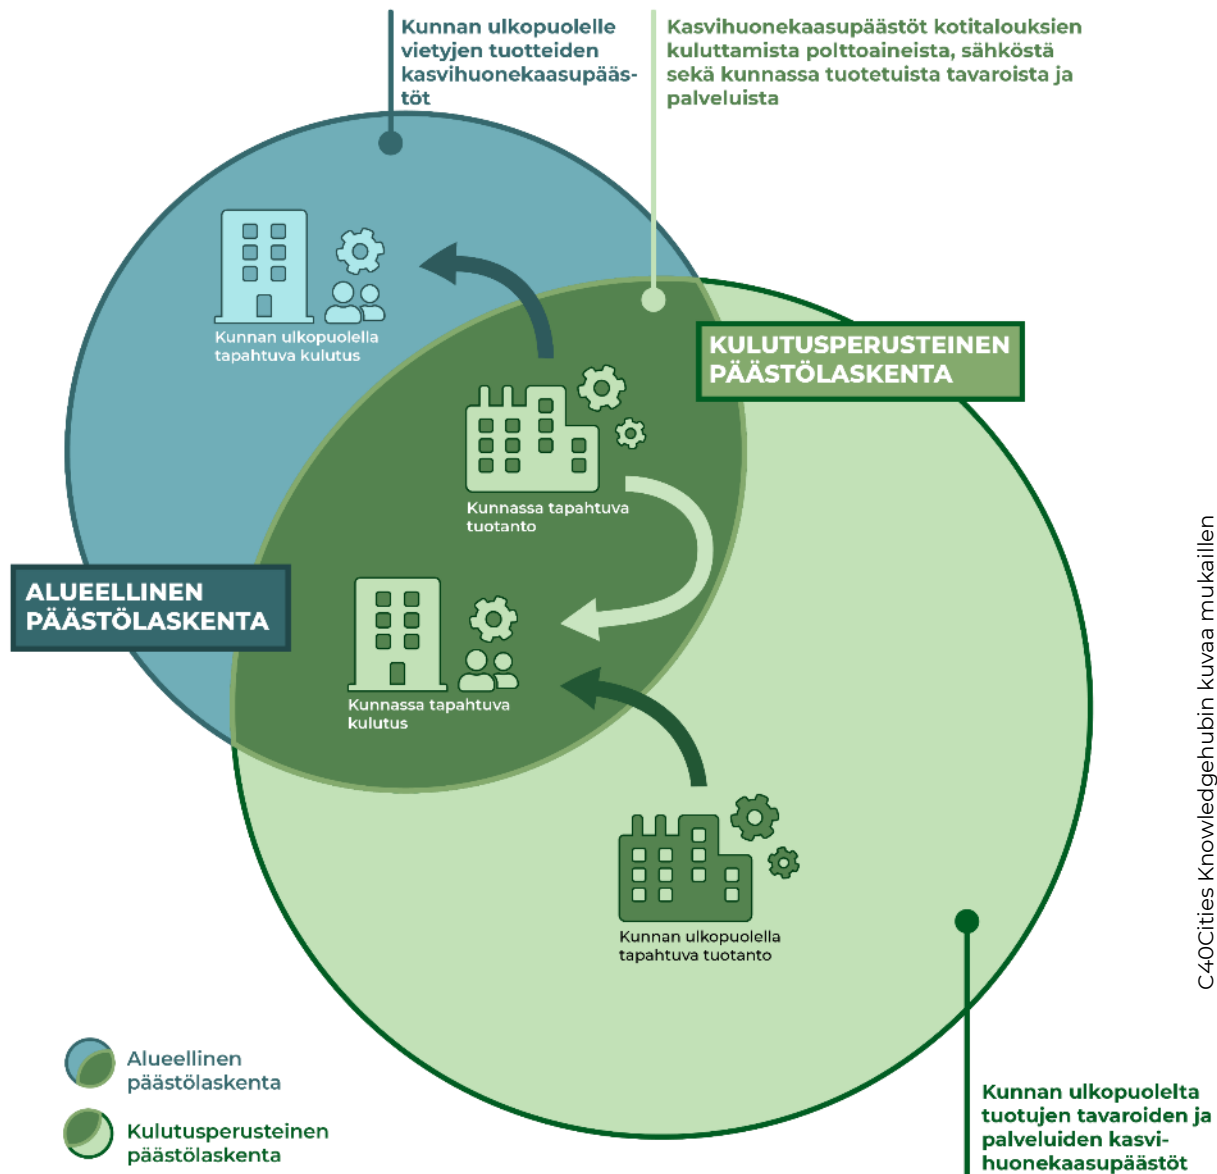 Kunnan ulkopuolelle
vietyjen tuotteiden
kasvihuonekaasupääs-
töt
Kasvihuonekaasupäästöt kotitalouksien
kuluttamista polttoaineista, sähköstä
sekä kunnassa tuotetuista tavaroista ja
palveluista
Kunnan ulkopuolella
tapahtuva kulutus
KULUTUSPERUSTEINEN
PÄÄSTÖLASKENTA
Kunnassa tapahtuva
tuotanto
ALUEELLINEN
PÄÄSTÖLASKENTA
Kunnassa tapahtuva
kulutus
Kunnan ulkopuolella
tapahtuva tuotanto
C40Cities Knowledgehubin kuvaa mukaillen
Alueellinen
päästölaskenta
Kulutusperusteinen
päästölaskenta
Kunnan ulkopuolelta
tuotujen tavaroiden ja
palveluiden kasvi-
huonekaasupäästöt